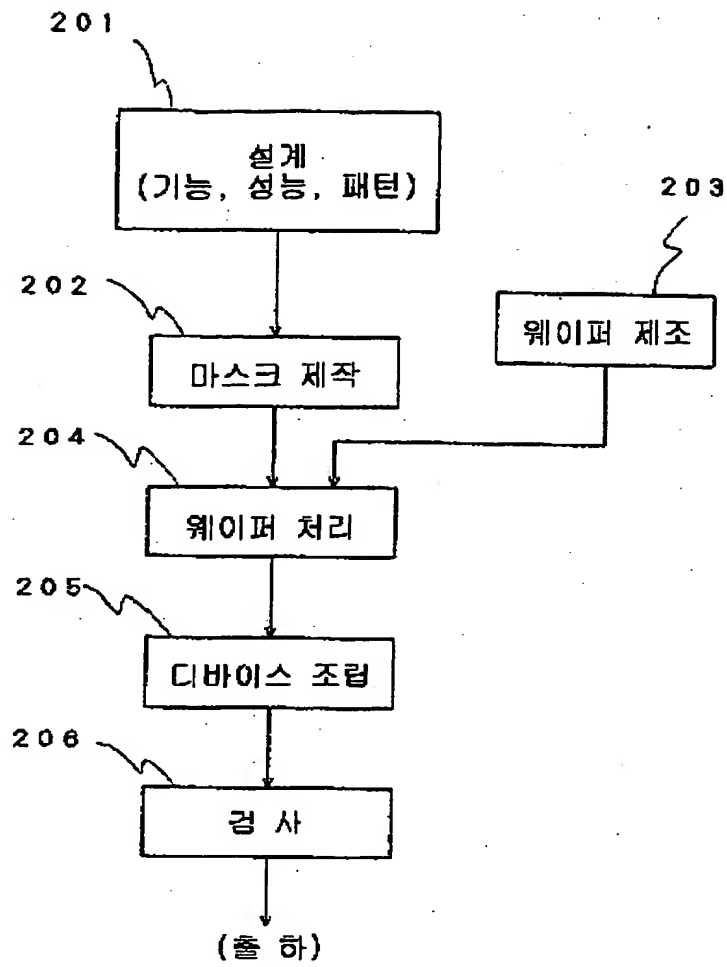 201
설계
(기능, 성능, 패턴)
203
202
웨이퍼 제조
마스크 제작
204
웨이퍼 처리
205
디바이스 조립
206
검 사
(출 하)